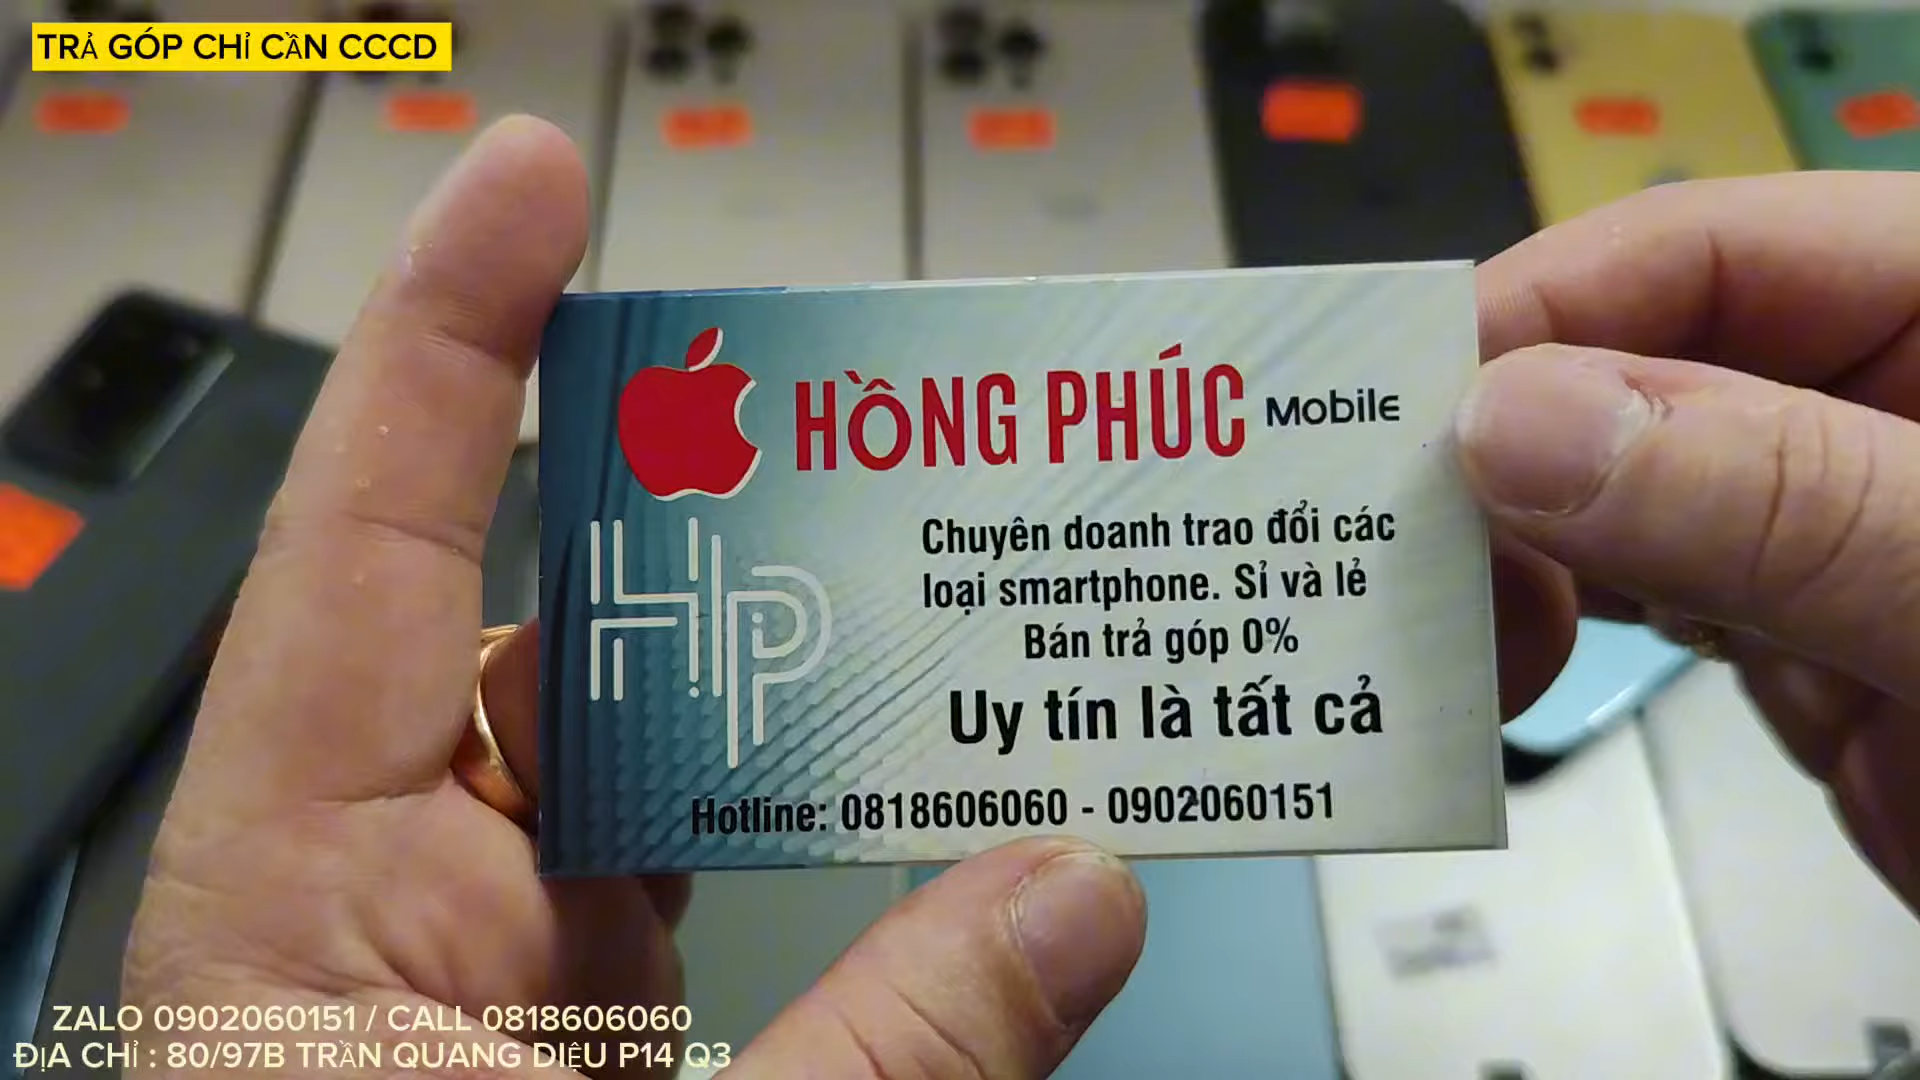 TRẢ GÓP CHỈ CẦN CCCD
HỒNG PHÚC Mobile
HP
Chuyên doanh trao đổi các
loại smartphone. Sỉ và lẻ
Bán trả góp 0%
Uy tín là tất cả
Hotline: 0818606060 - 0902060151
ZALO 0902060151 / CALL 0818606060
ĐỊA CHỈ : 80/97B TRẦN QUANG DIỆU P14 Q3